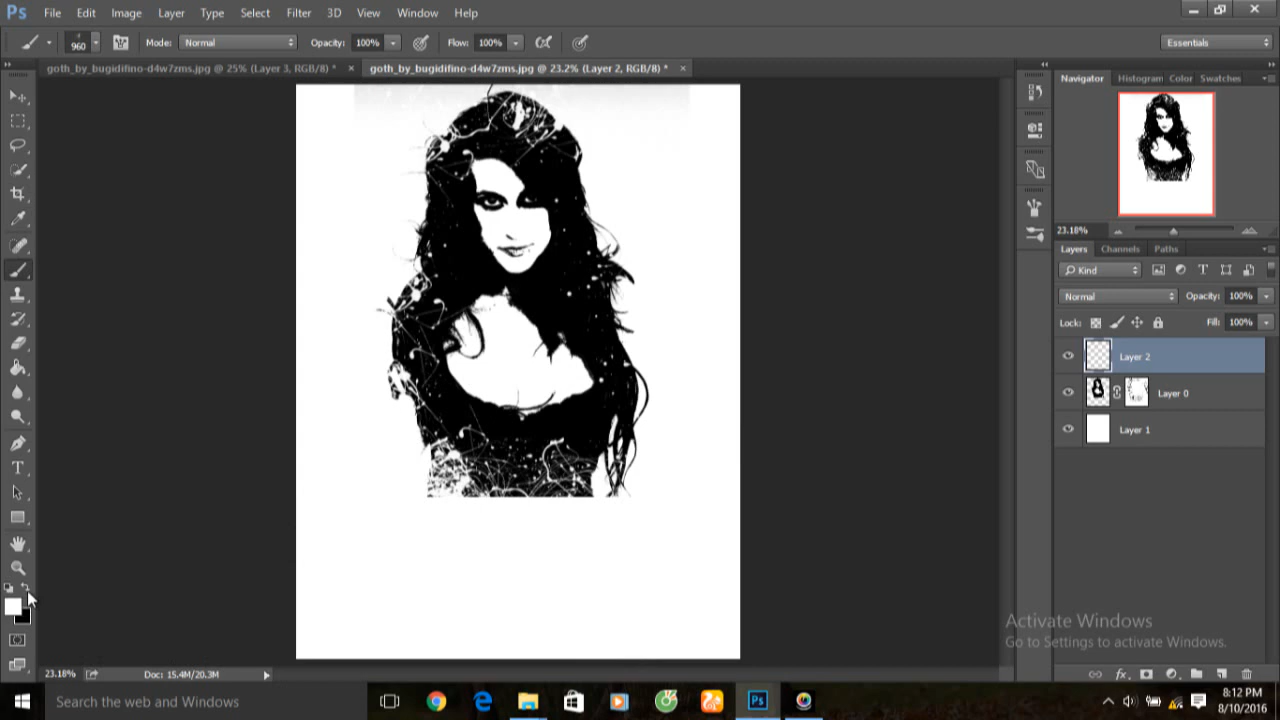 Ps File Edit Image Layer Type Select Filter 3D View Window Help
960 Mode: Normal Opacity: 100% Flow: 100% Essentials
goth_by_bugidifino-d4w7zms.jpg @ 25% (Layer 3, RGB/8) * × goth_by_bugidifino-d4w7zms.jpg @ 23.2% (Layer 2, RGB/8) * ×
Navigator Histogram Color Swatches
23.18%
Layers Channels Paths
Kind
Normal Opacity: 100%
Lock: Fill: 100%
Layer 2
Layer 0
Layer 1
Activate Windows
Go to Settings to activate Windows.
23.18% Doc: 15.4M/20.3M
Search the web and Windows
Ps
8:12 PM
8/10/2016